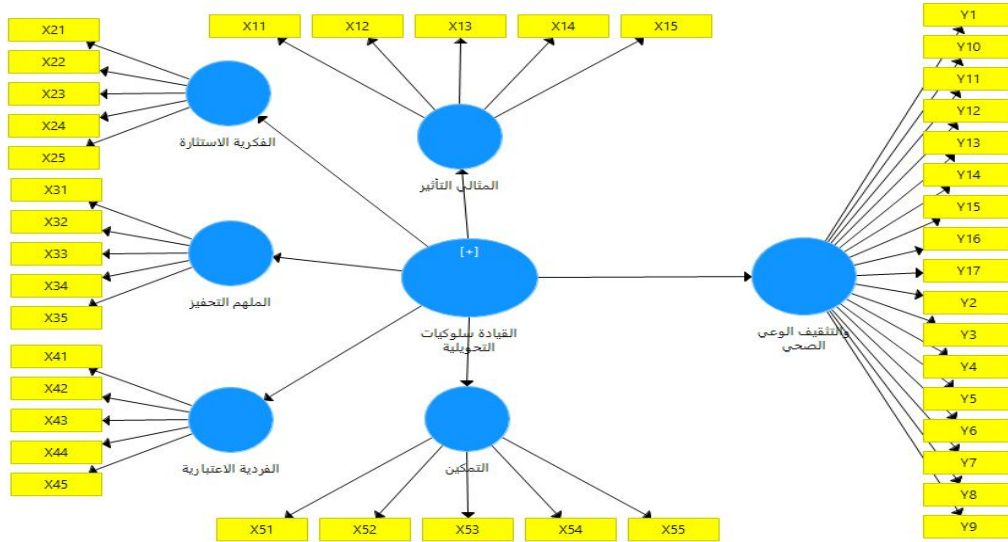 X21
X22
X23
X24
X25
الفكرية الاستثارة
X11
X12
X13
X14
X15
المثالي التأثير
X31
X32
X33
X34
X35
الملهم التحفيز
[+]
القيادة سلوكيات
التحويلية
X41
X42
X43
X44
X45
الفردية الاعتبارية
التمكين
X51
X52
X53
X54
X55
والتثقيف الوعي
الصحي
Y1
Y10
Y11
Y12
Y13
Y14
Y15
Y16
Y17
Y2
Y3
Y4
Y5
Y6
Y7
Y8
Y9